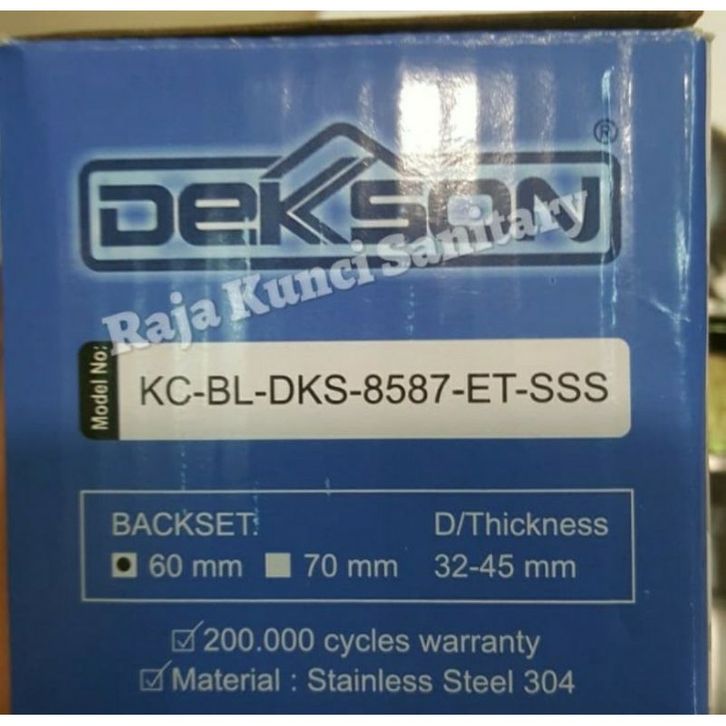 DEKSON®
Raja Kunci Sanitary
Model No:
KC-BL-DKS-8587-ET-SSS
BACKSET: D/Thickness
60 mm 70 mm 32-45 mm
200.000 cycles warranty
Material : Stainless Steel 304